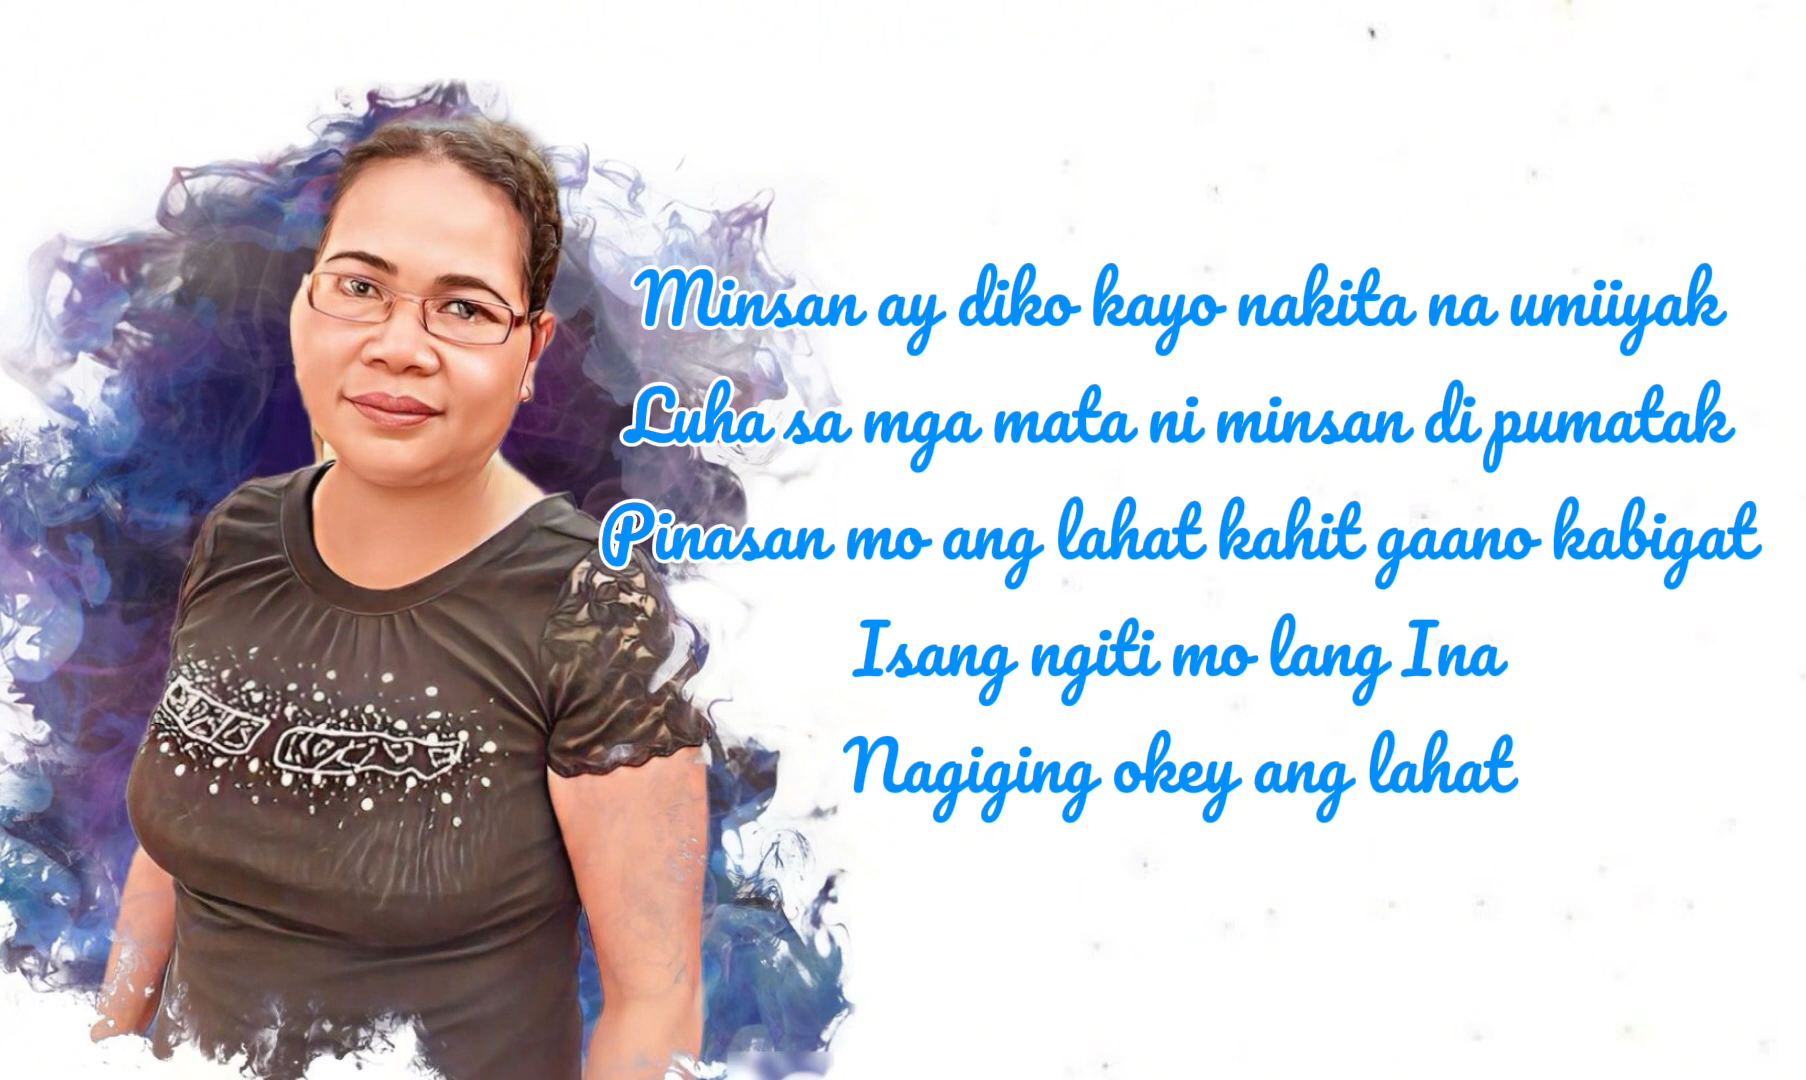 Minsan ay diko kayo nakita na umiiyak
Luha sa mga mata ni minsan di pumatak
Pinasan mo ang lahat kahit gaano kabigat
Isang ngiti mo lang Ina
Nagiging okey ang lahat